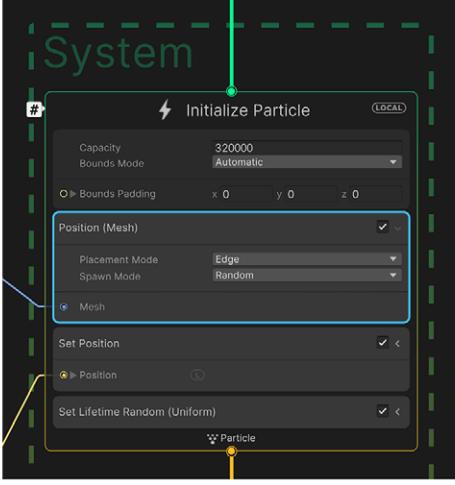 System
#
Initialize Particle LOCAL
Capacity 320000
Bounds Mode Automatic
Bounds Padding x 0 y 0 z 0
Position (Mesh)
Placement Mode Edge
Spawn Mode Random
Mesh
Set Position
Position L
Set Lifetime Random (Uniform)
Particle